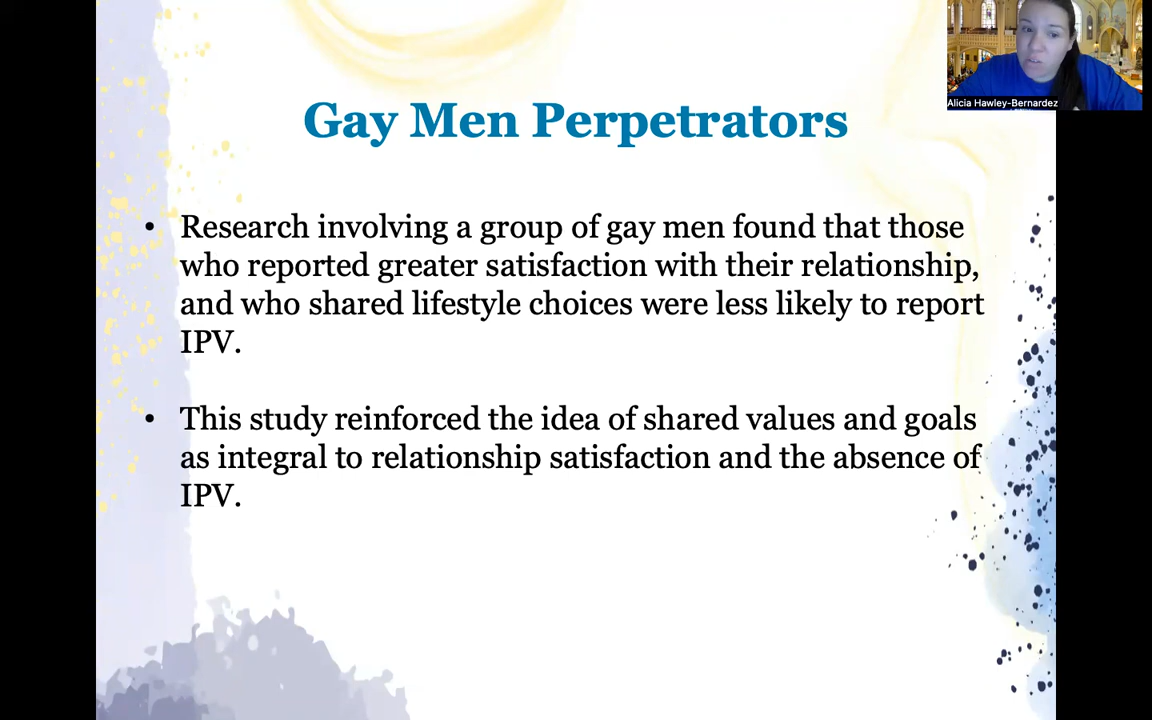 Alicia Hawley-Bernardez
Gay Men Perpetrators
• Research involving a group of gay men found that those
who reported greater satisfaction with their relationship,
and who shared lifestyle choices were less likely to report
IPV.
• This study reinforced the idea of shared values and goals
as integral to relationship satisfaction and the absence of
IPV.